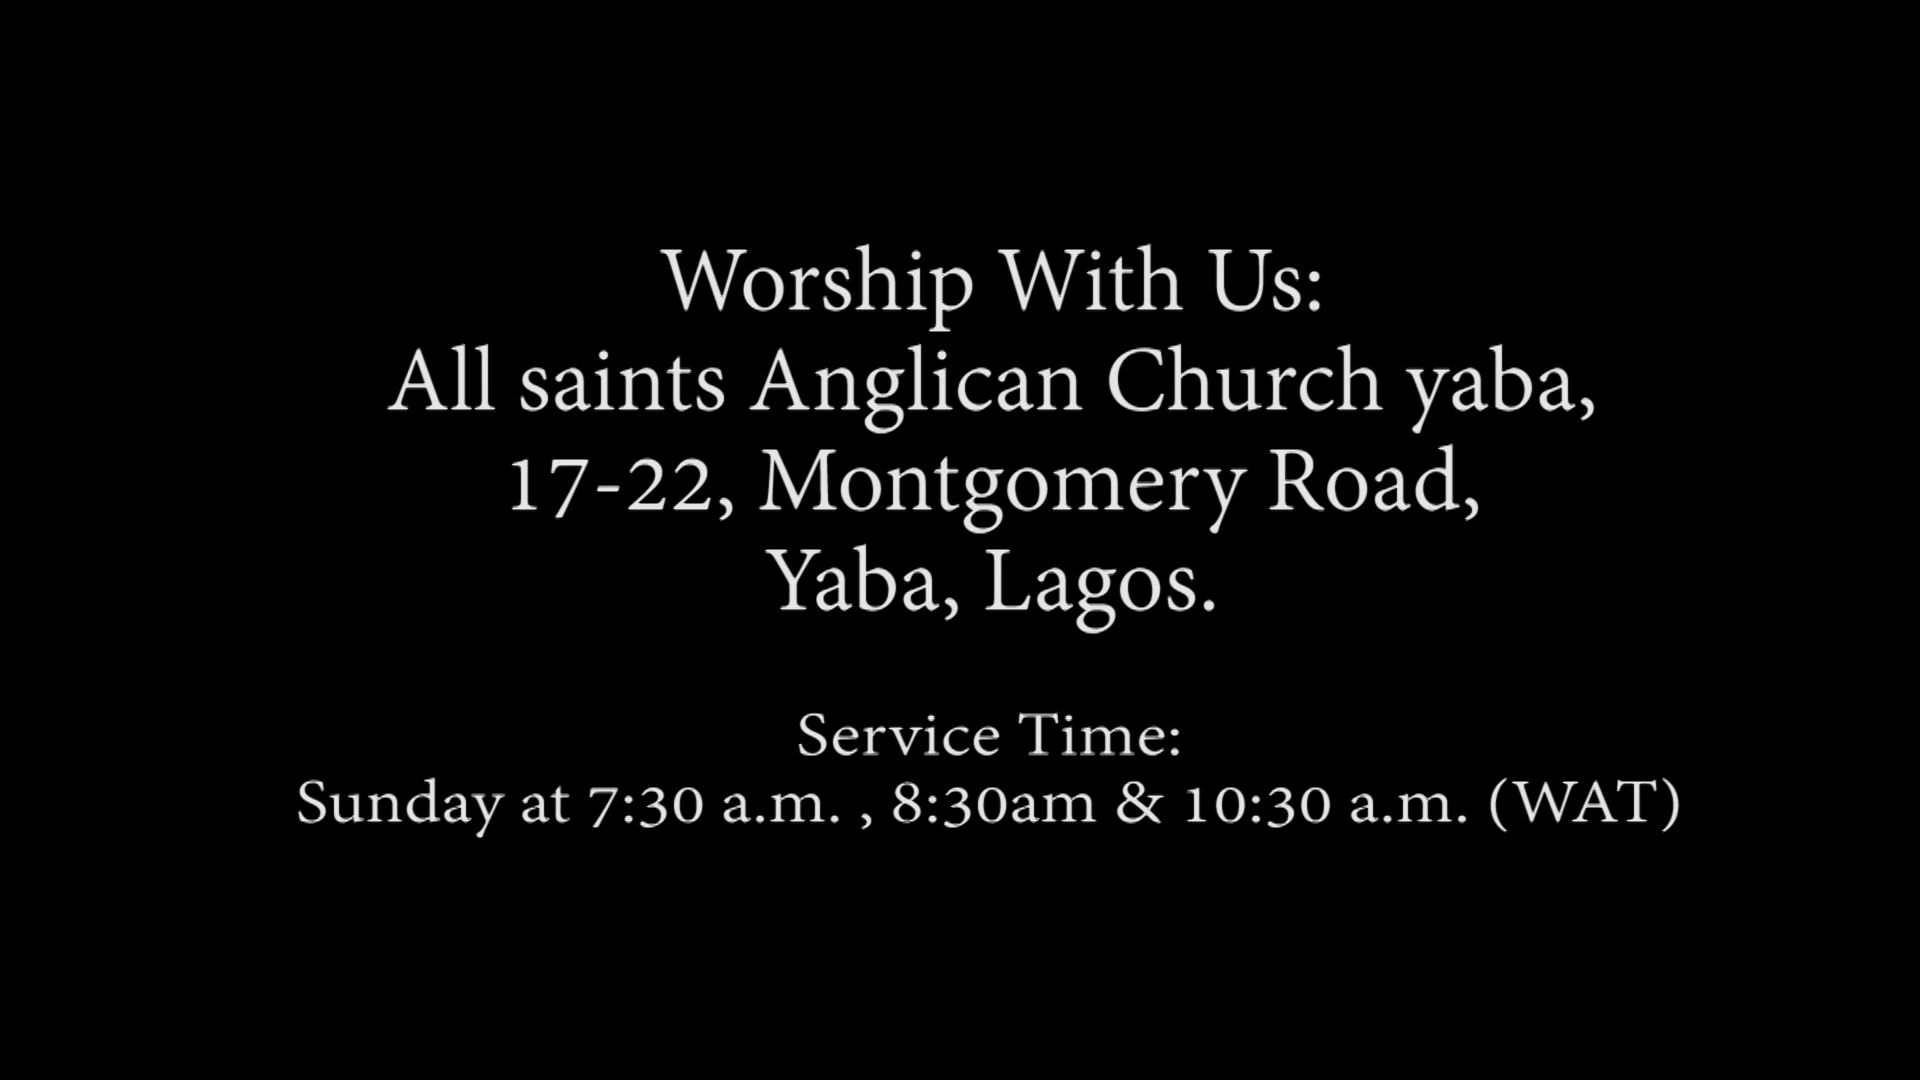 Worship With Us:
All saints Anglican Church yaba,
17-22, Montgomery Road,
Yaba, Lagos.
Service Time:
Sunday at 7:30 a.m. , 8:30am & 10:30 a.m. (WAT)